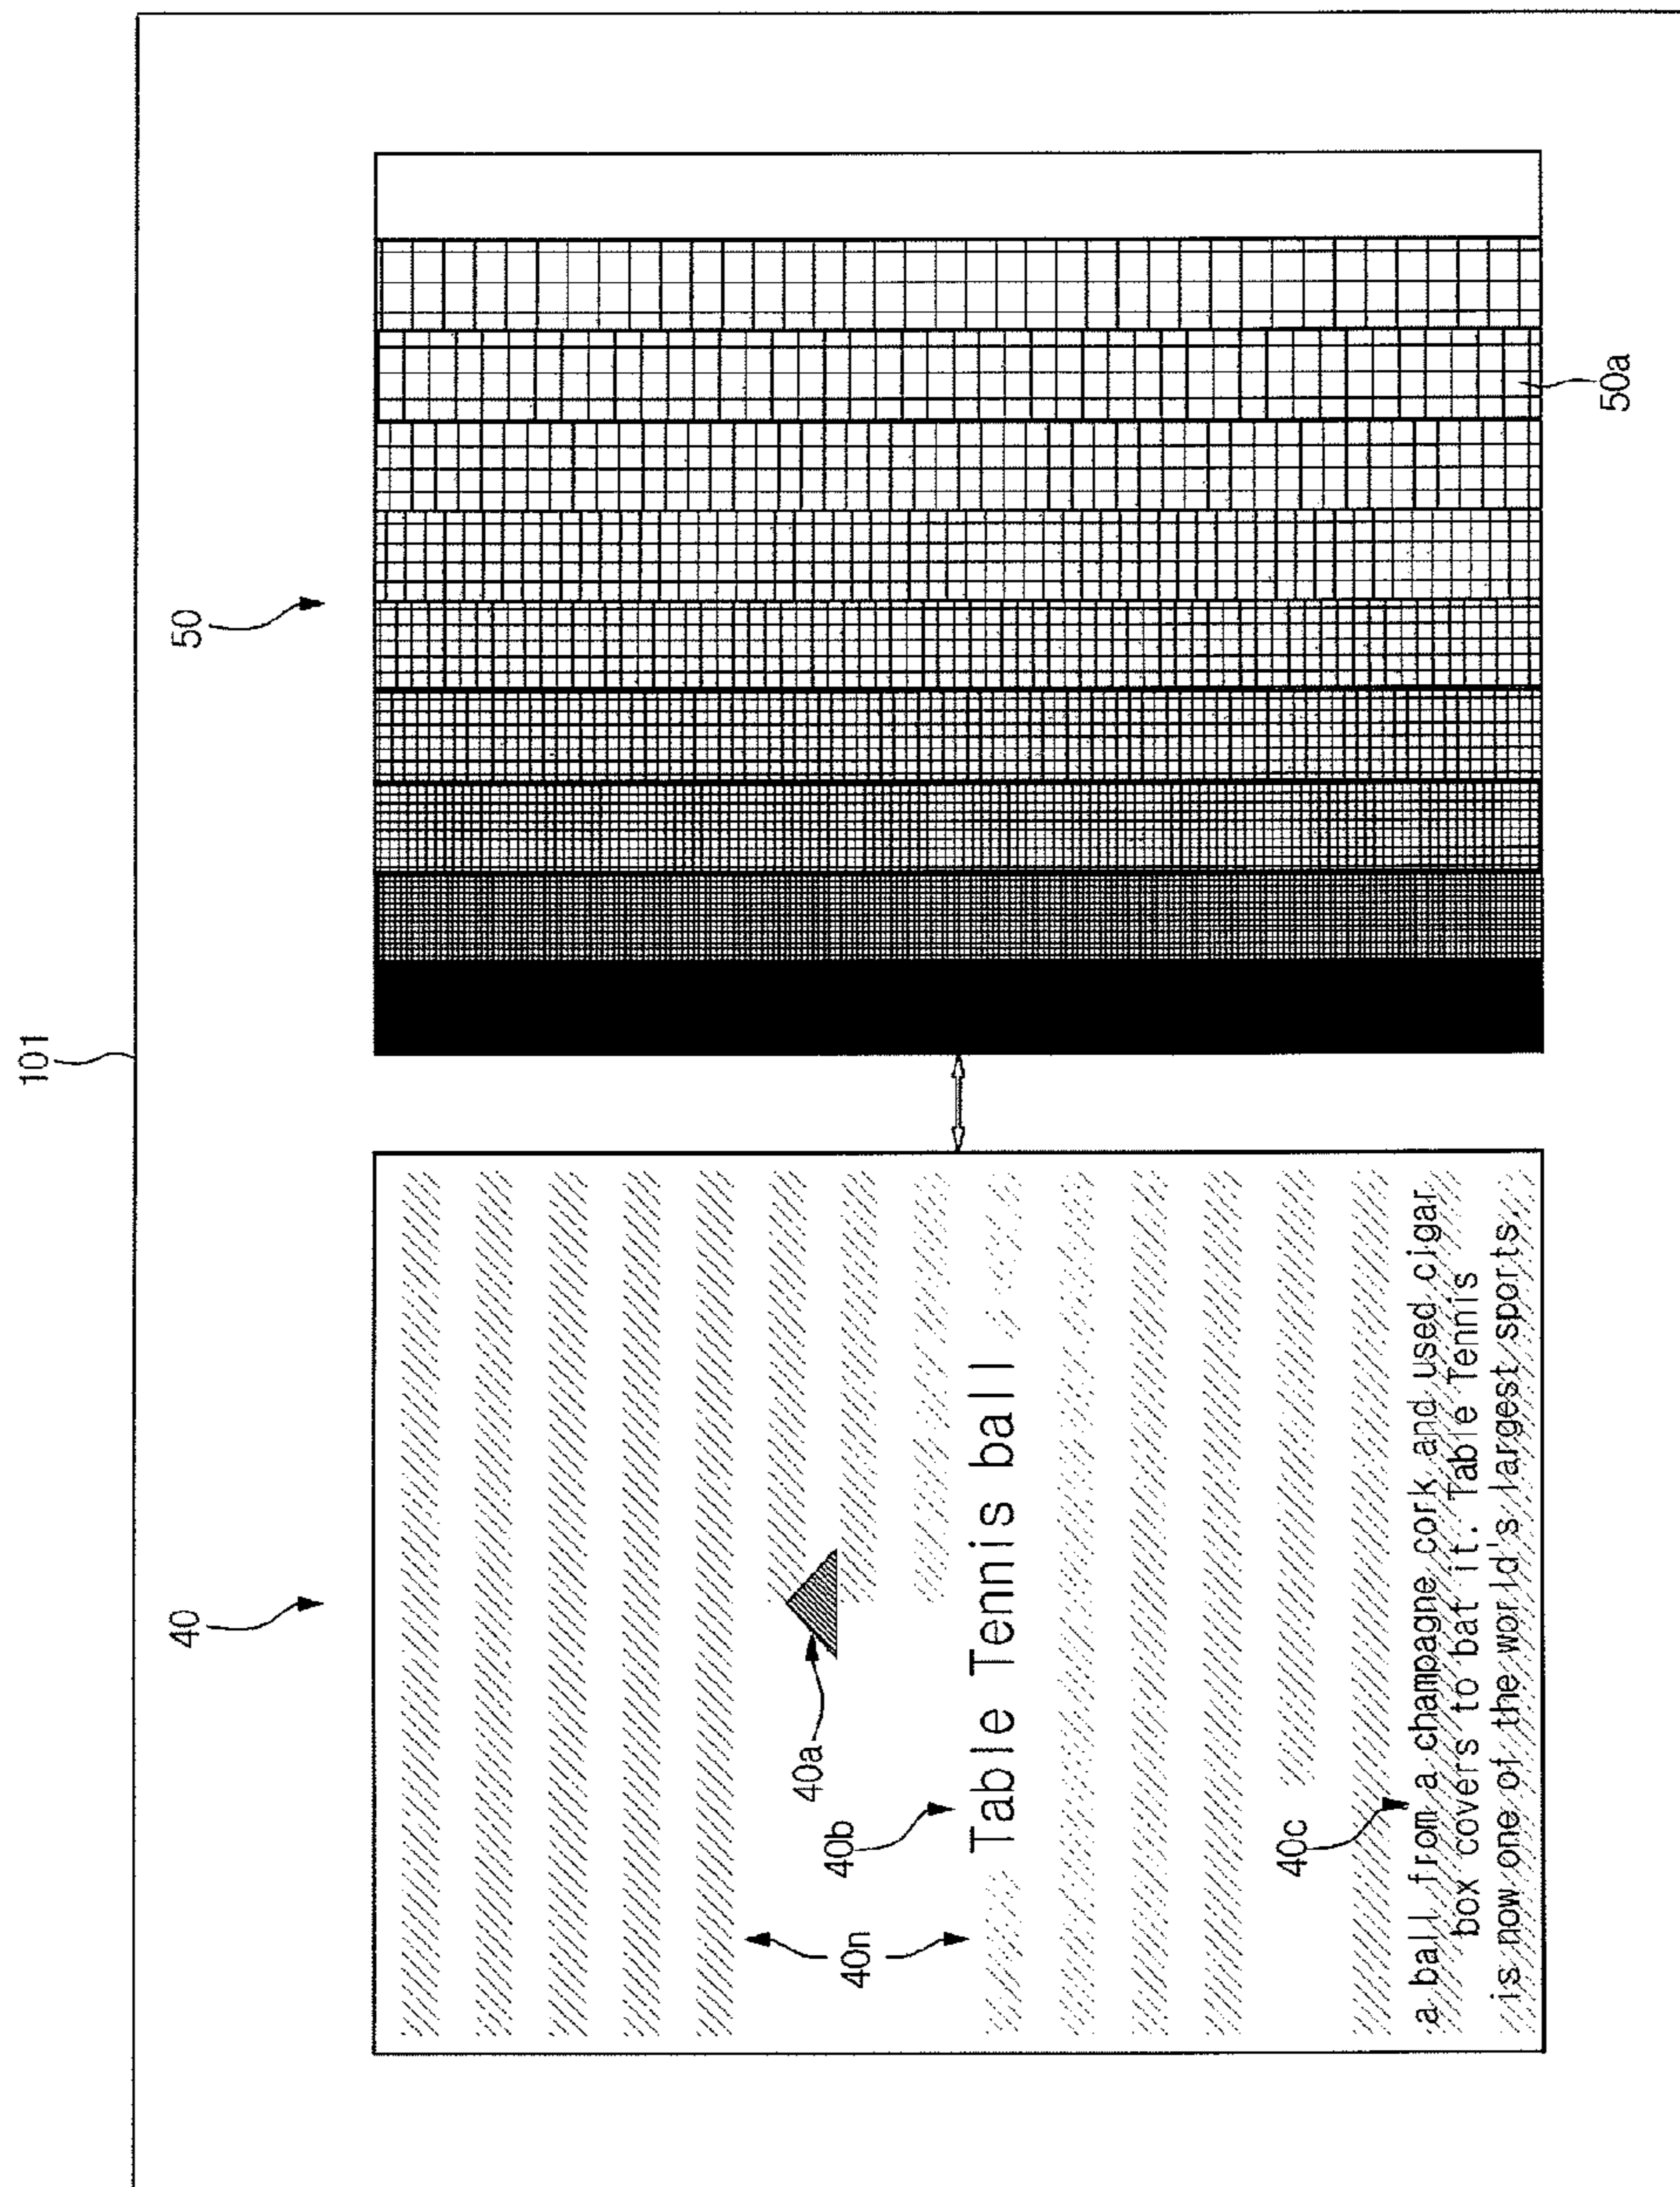 101
40
50
40a
40b
Table Tennis ball
40n
40c
a ball from a champagne cork and used cigar
box covers to bat it. Table Tennis
is now one of the world's largest sports.
50a